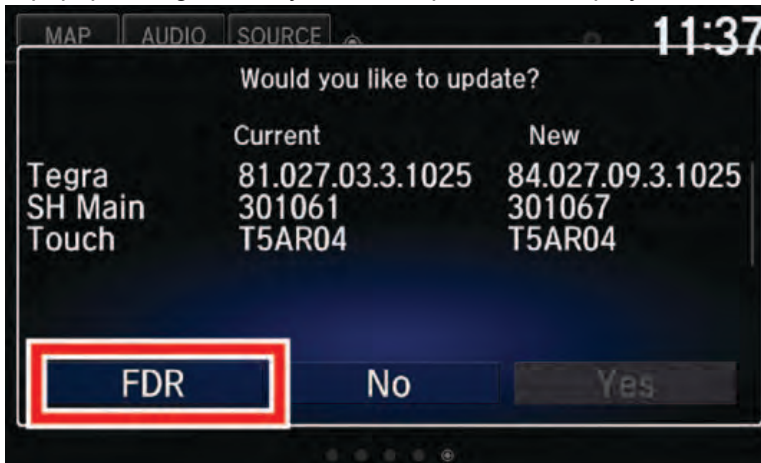 MAP AUDIO SOURCE 11:37
Would you like to update?
Current New
Tegra 81.027.03.3.1025 84.027.09.3.1025
SH Main 301061 301067
Touch T5AR04 T5AR04
FDR No Yes